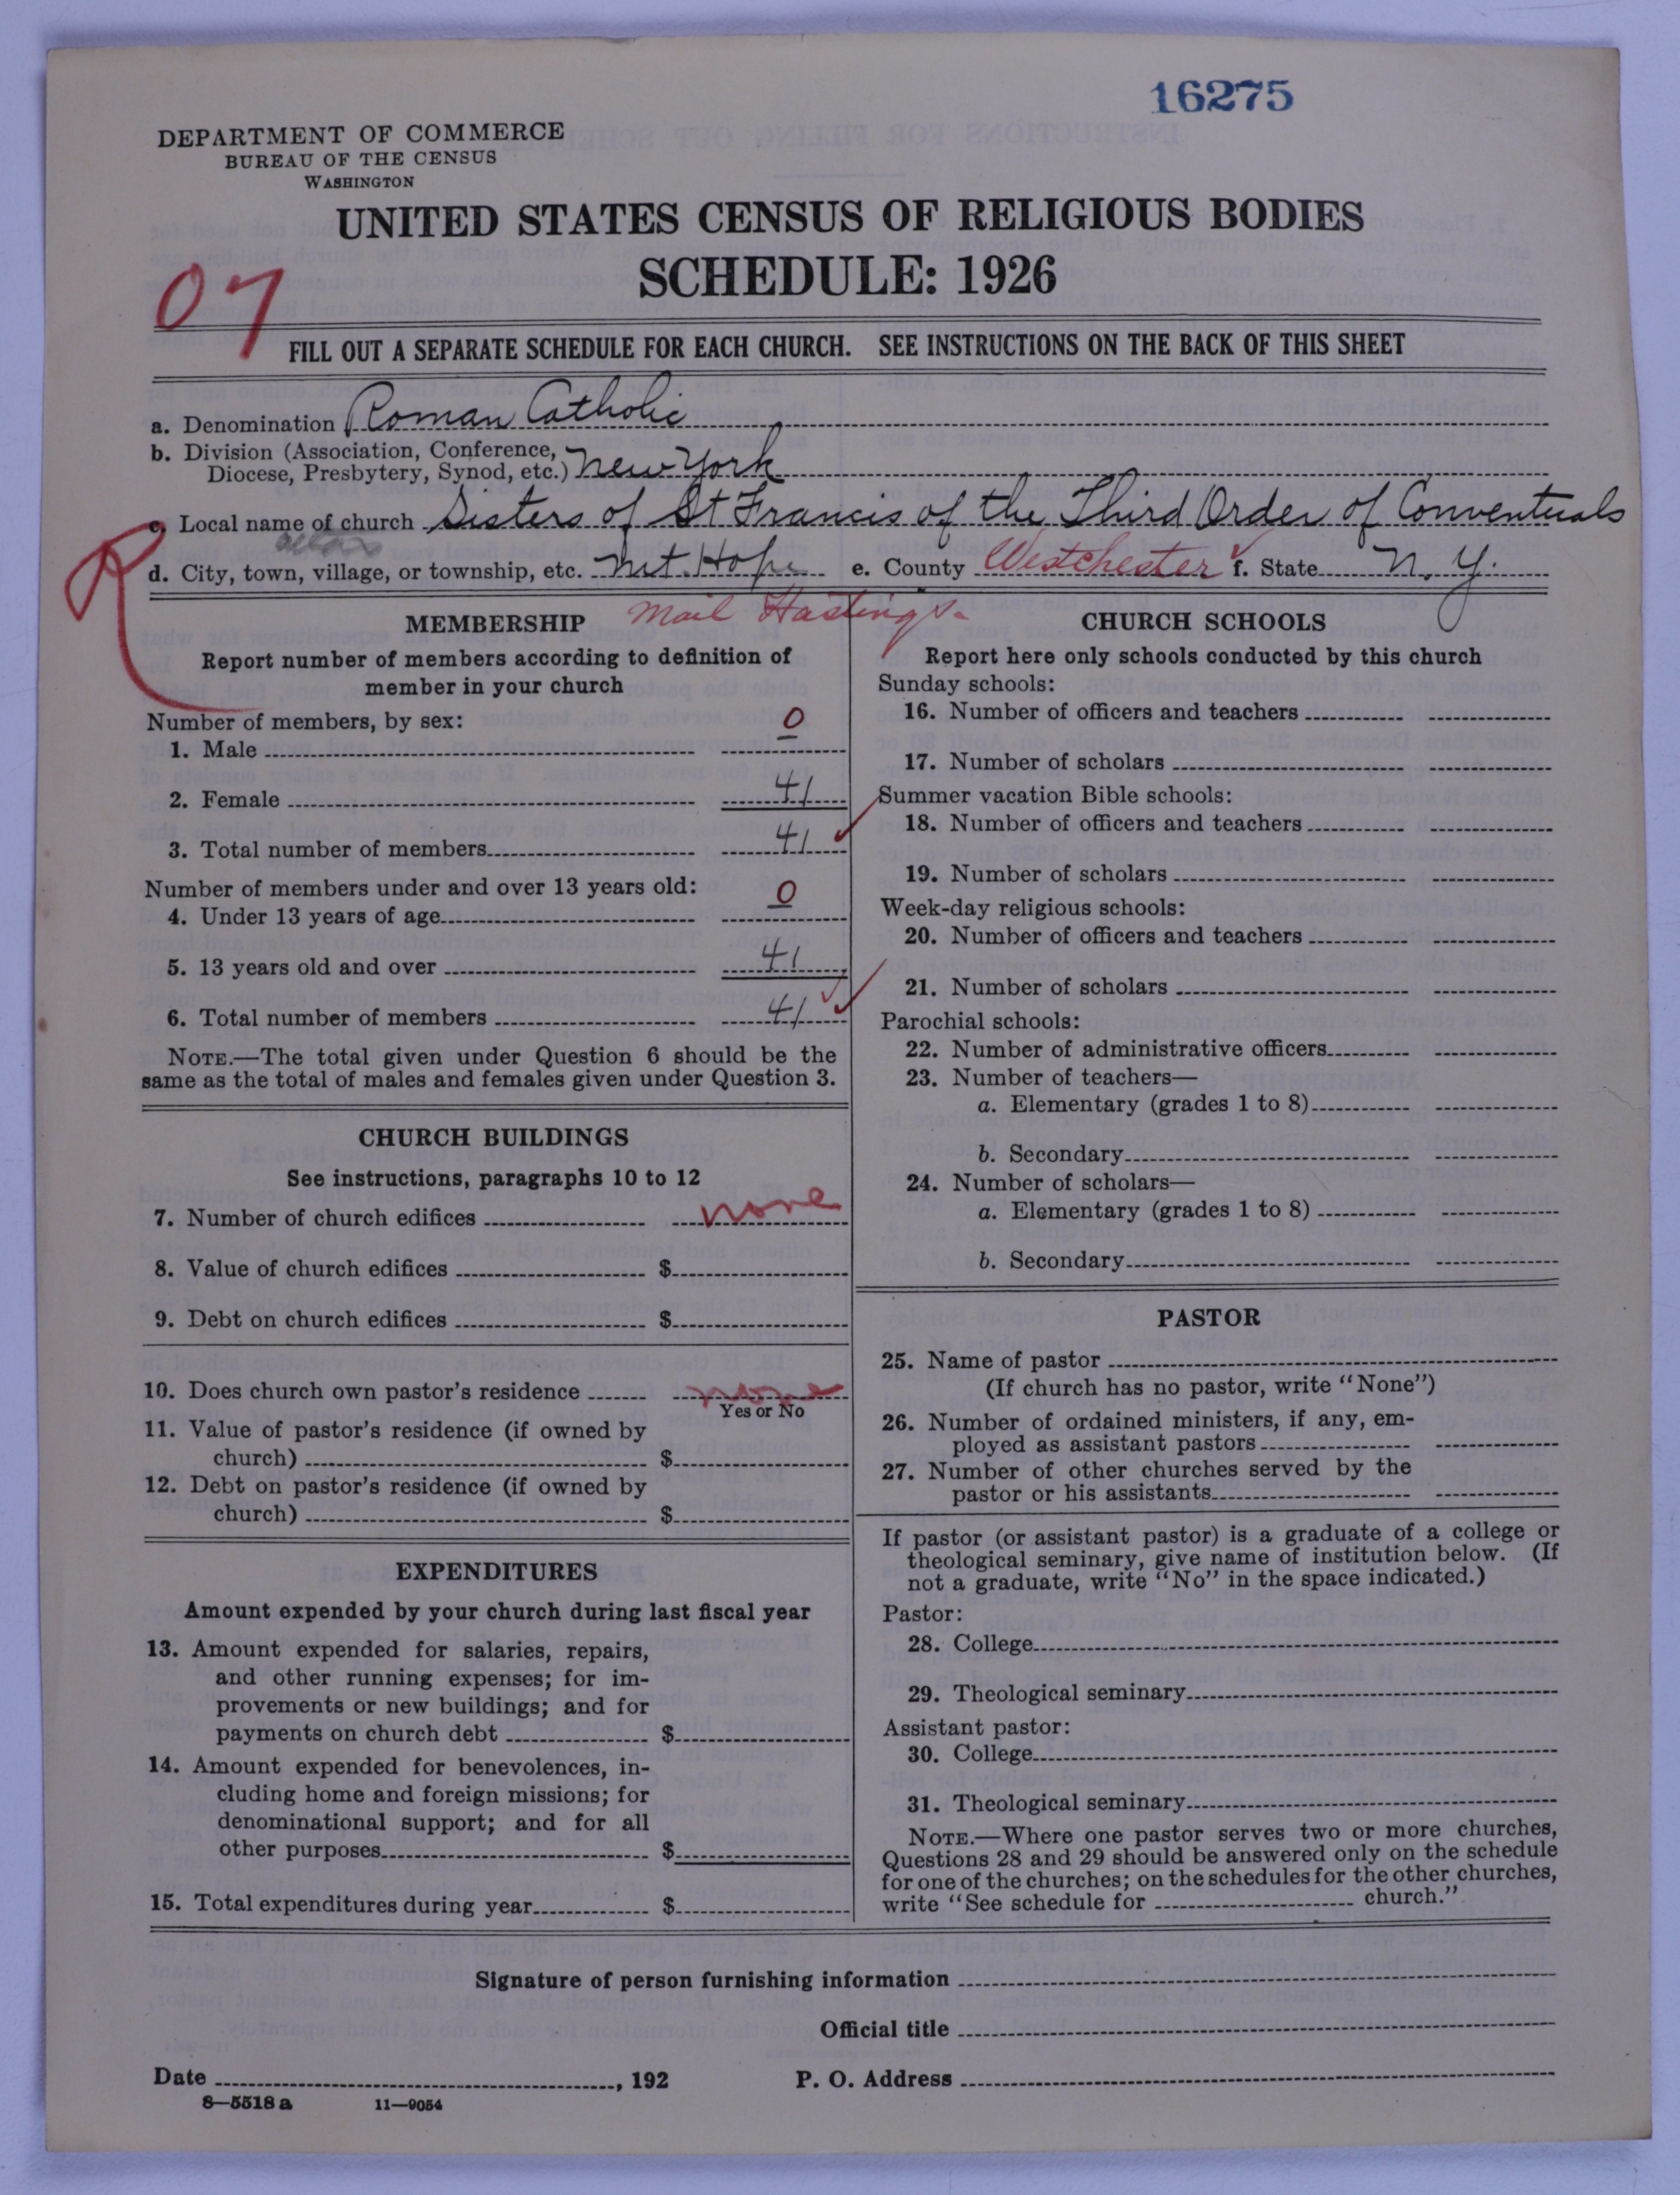 16275
DEPARTMENT OF COMMERCE
BUREAU OF THE CENSUS
WASHINGTON
UNITED STATES CENSUS OF RELIGIOUS BODIES
SCHEDULE: 1926
07
FILL OUT A SEPARATE SCHEDULE FOR EACH CHURCH. SEE INSTRUCTIONS ON THE BACK OF THIS SHEET
a. Denomination Roman Catholic
b. Division (Association, Conference,
Diocese, Presbytery, Synod, etc.) New York
c. Local name of church Sisters of St Francis of the Third Order of Conventuals
R
d. City, town, village, or township, etc. Mt. Hope e. County Westchester f. State N. Y.
Mail Hastings.
MEMBERSHIP
Report number of members according to definition of
member in your church
Number of members, by sex:
1. Male 0
2. Female 41
3. Total number of members 41
Number of members under and over 13 years old:
4. Under 13 years of age 0
5. 13 years old and over 41
6. Total number of members 41
NOTE.—The total given under Question 6 should be the
same as the total of males and females given under Question 3.
CHURCH BUILDINGS
See instructions, paragraphs 10 to 12
7. Number of church edifices none
8. Value of church edifices $
9. Debt on church edifices $
10. Does church own pastor's residence none
Yes or No
11. Value of pastor's residence (if owned by
church) $
12. Debt on pastor's residence (if owned by
church) $
EXPENDITURES
Amount expended by your church during last fiscal year
13. Amount expended for salaries, repairs,
and other running expenses; for im-
provements or new buildings; and for
payments on church debt $
14. Amount expended for benevolences, in-
cluding home and foreign missions; for
denominational support; and for all
other purposes $
15. Total expenditures during year $
CHURCH SCHOOLS
Report here only schools conducted by this church
Sunday schools:
16. Number of officers and teachers
17. Number of scholars
Summer vacation Bible schools:
18. Number of officers and teachers
19. Number of scholars
Week-day religious schools:
20. Number of officers and teachers
21. Number of scholars
Parochial schools:
22. Number of administrative officers
23. Number of teachers—
a. Elementary (grades 1 to 8)
b. Secondary
24. Number of scholars—
a. Elementary (grades 1 to 8)
b. Secondary
PASTOR
25. Name of pastor
(If church has no pastor, write "None")
26. Number of ordained ministers, if any, em-
ployed as assistant pastors
27. Number of other churches served by the
pastor or his assistants
If pastor (or assistant pastor) is a graduate of a college or
theological seminary, give name of institution below. (If
not a graduate, write "No" in the space indicated.)
Pastor:
28. College
29. Theological seminary
Assistant pastor:
30. College
31. Theological seminary
NOTE.—Where one pastor serves two or more churches,
Questions 28 and 29 should be answered only on the schedule
for one of the churches; on the schedules for the other churches,
write "See schedule for church."
Signature of person furnishing information
Official title
Date , 192 P. O. Address
8—5518 a 11—9054